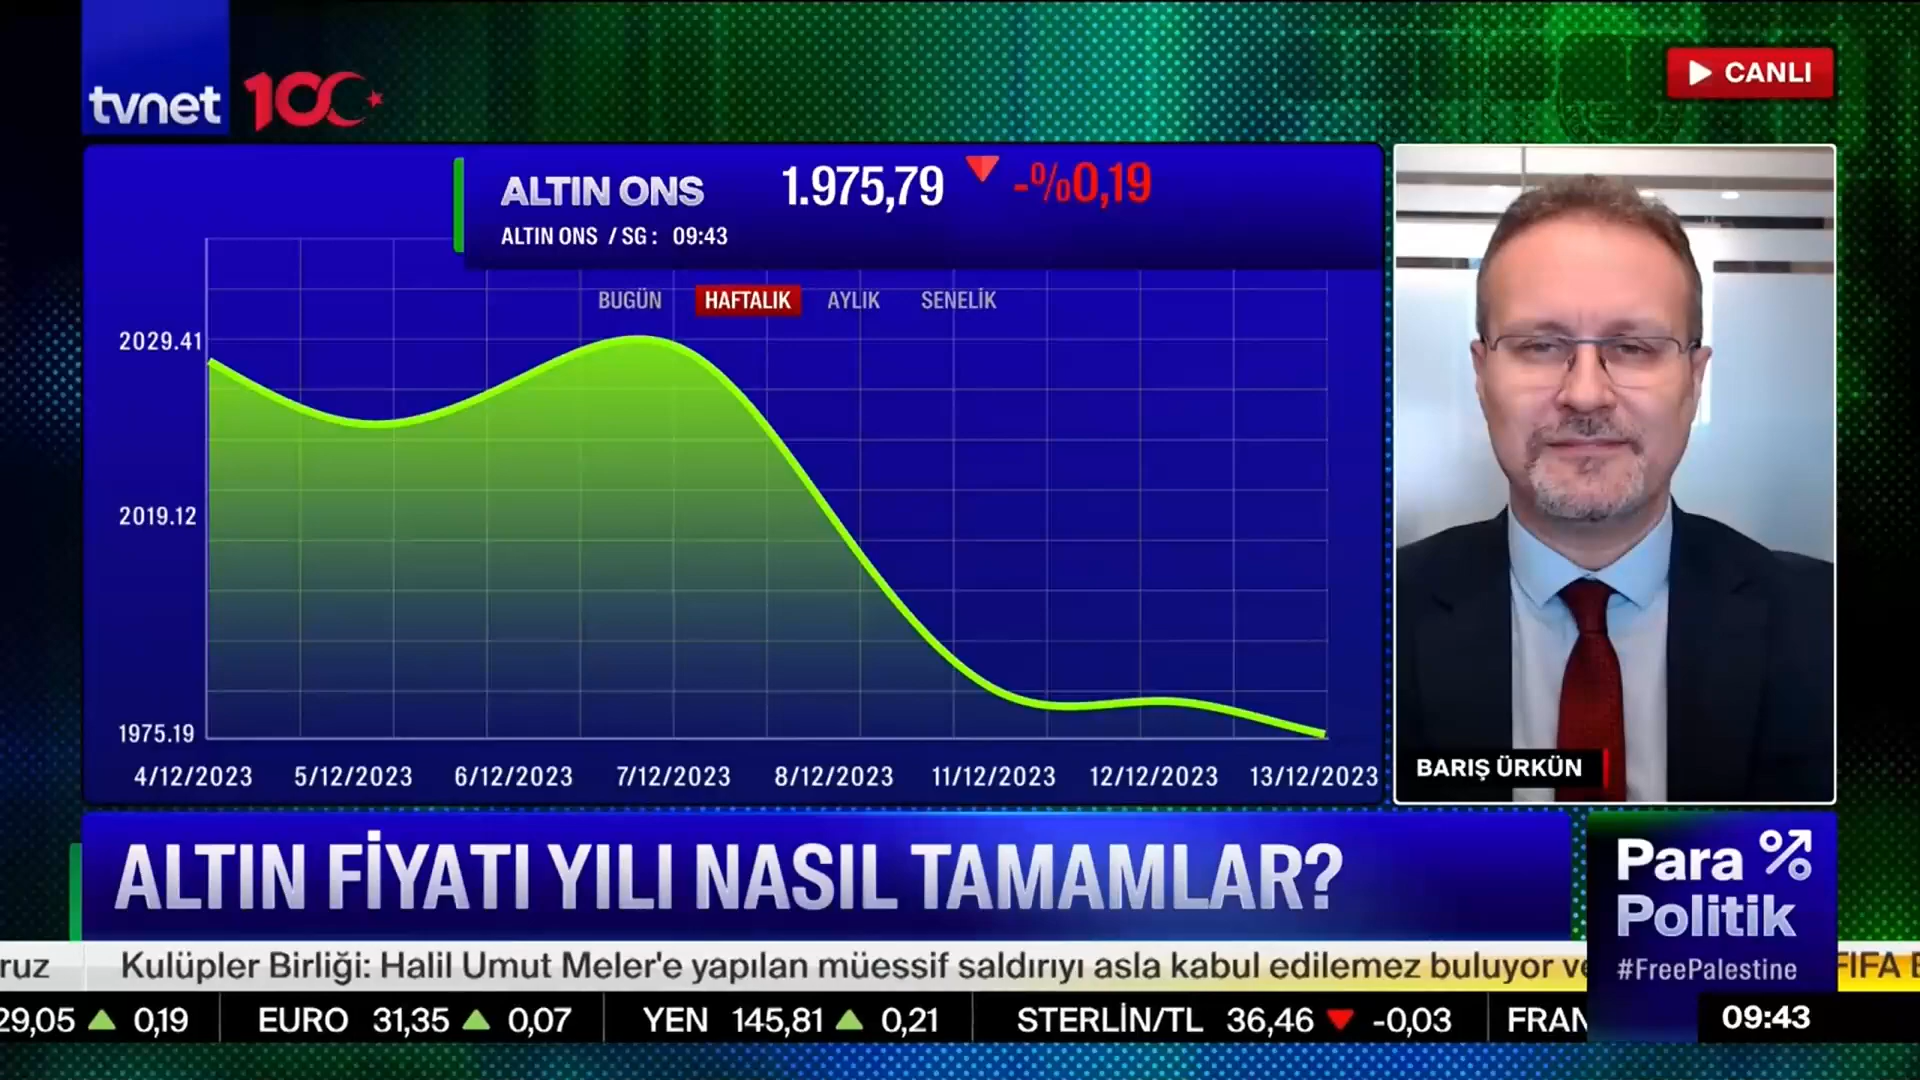 tvnet 100
CANLI
ALTIN ONS 1.975,79 -%0,19
ALTIN ONS / SG : 09:43
BUGÜN HAFTALIK AYLIK SENELİK
2029.41
2019.12
1975.19
4/12/2023 5/12/2023 6/12/2023 7/12/2023 8/12/2023 11/12/2023 12/12/2023 13/12/2023
BARIŞ ÜRKÜN
ALTIN FİYATI YILI NASIL TAMAMLAR?
Para
Politik
#FreePalestine
ruz Kulüpler Birliği: Halil Umut Meler'e yapılan müessif saldırıyı asla kabul edilemez buluyor ve FIFA
29,05 0,19 EURO 31,35 0,07 YEN 145,81 0,21 STERLİN/TL 36,46 -0,03 FRAN
09:43